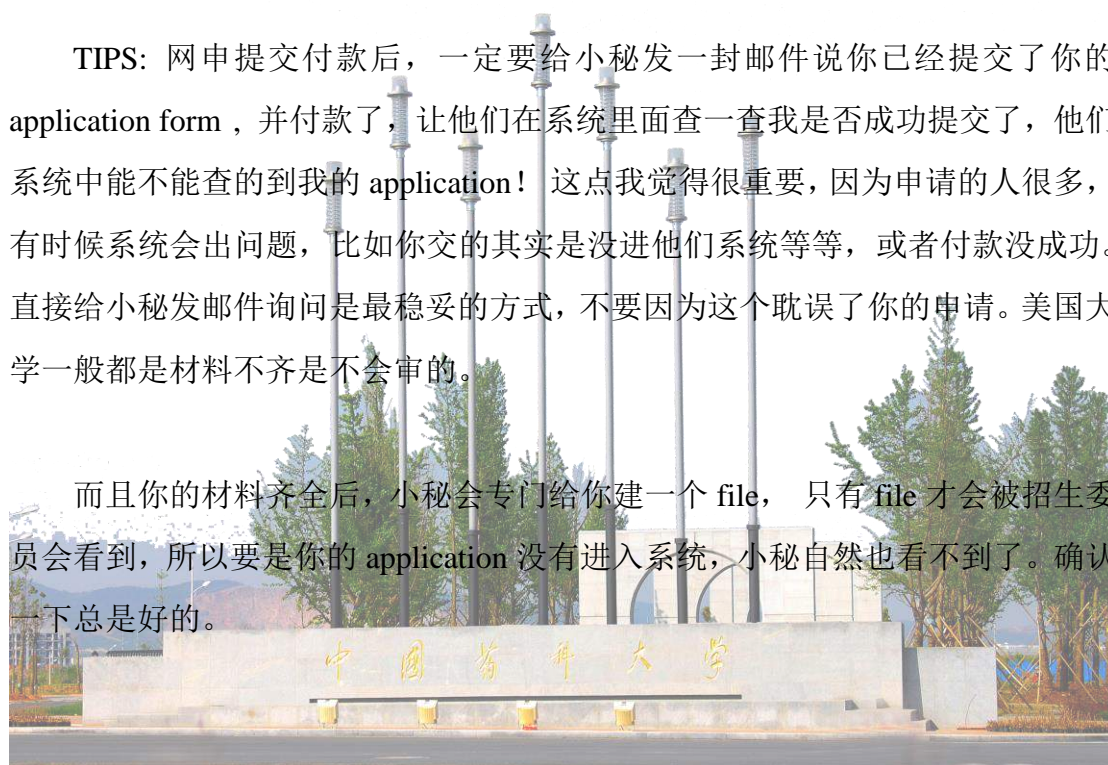 TIPS: 网申提交付款后，一定要给小秘发一封邮件说你已经提交了你的
application form , 并付款了，让他们在系统里面查一查我是否成功提交了，他们
系统中能不能查的到我的 application！ 这点我觉得很重要，因为申请的人很多，
有时候系统会出问题，比如你交的其实是没进他们系统等等，或者付款没成功。
直接给小秘发邮件询问是最稳妥的方式，不要因为这个耽误了你的申请。美国大
学一般都是材料不齐是不会审的。
而且你的材料齐全后，小秘会专门给你建一个 file， 只有 file 才会被招生委
员会看到，所以要是你的 application 没有进入系统，小秘自然也看不到了。确认
一下总是好的。
中国药科大学